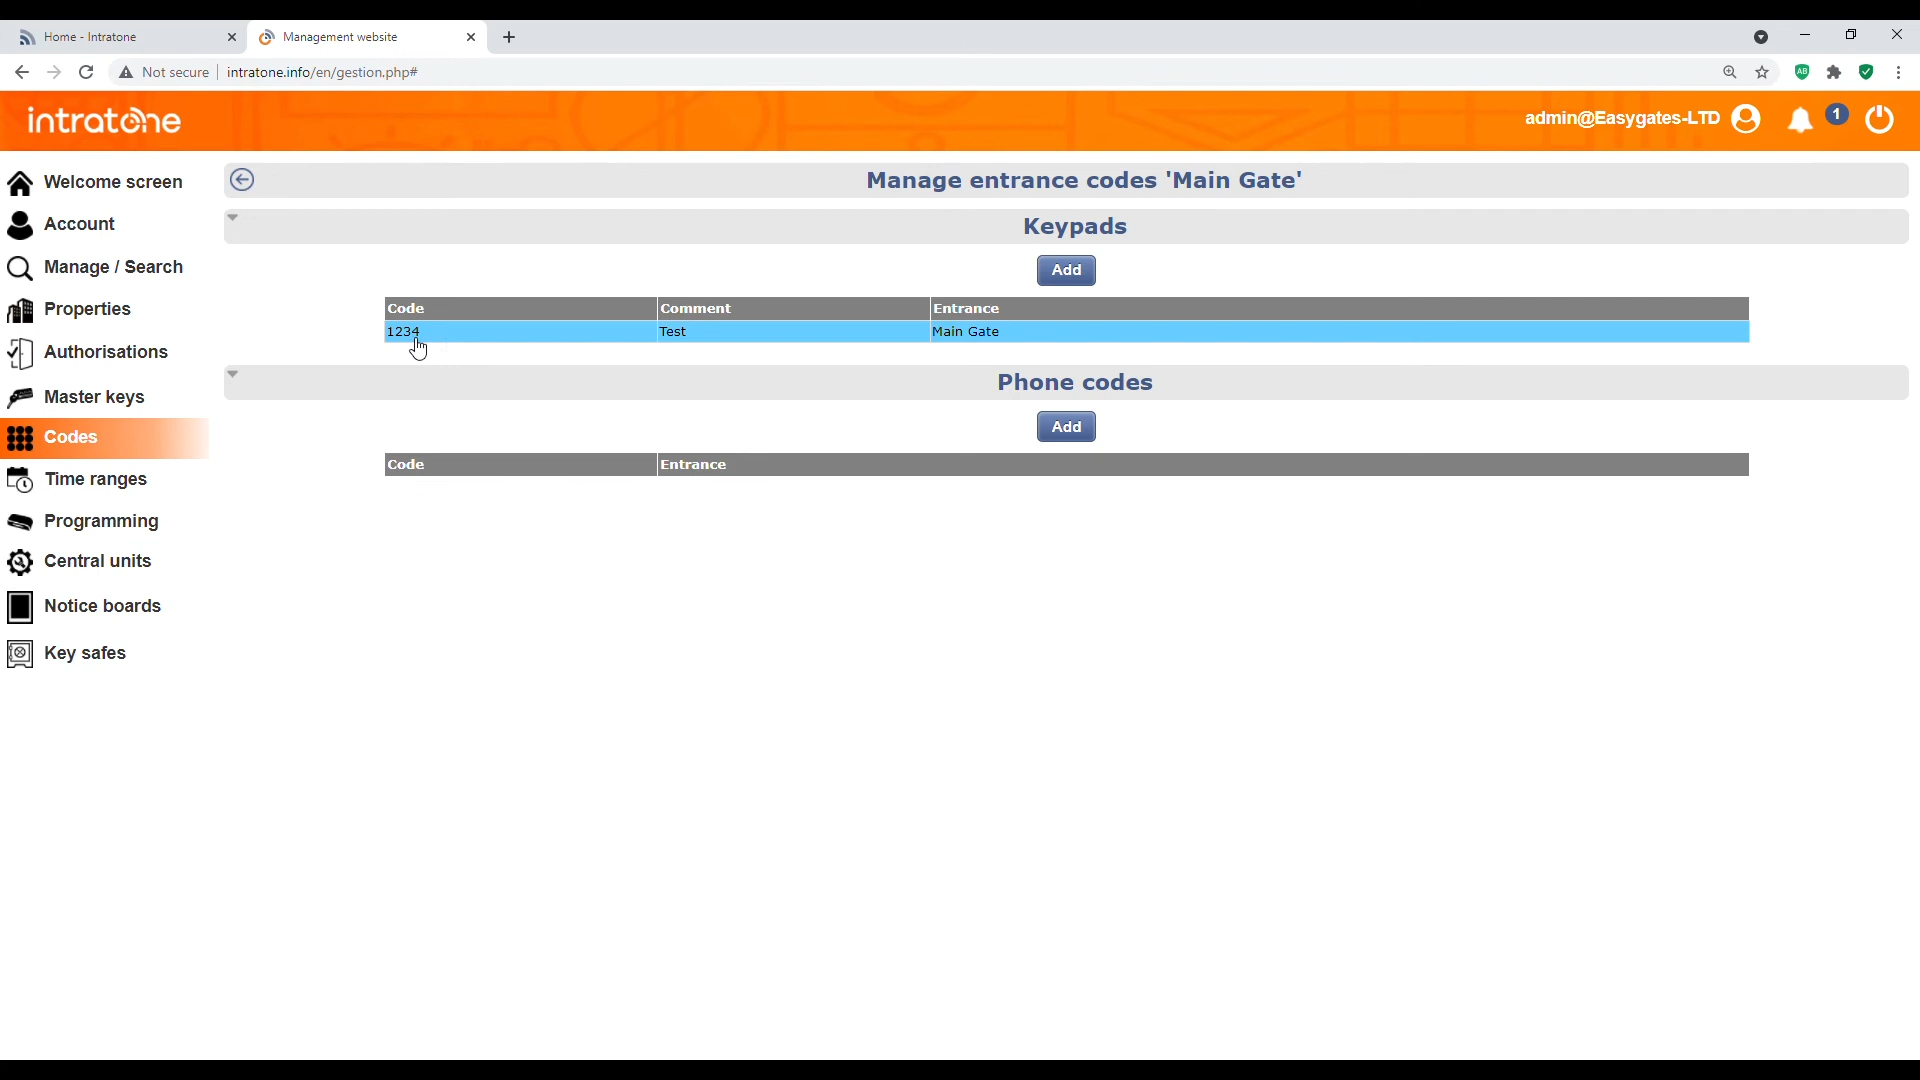 Home - Intratone
Management website
Not secure
intratone.info/en/gestion.php#
AB
intratone
admin@Easygates-LTD
1
Welcome screen
Account
Manage / Search
Properties
Authorisations
Master keys
Codes
Time ranges
Programming
Central units
Notice boards
Key safes
Manage entrance codes 'Main Gate'
Keypads
Add
Code Comment Entrance
1234 Test Main Gate
Phone codes
Add
Code Entrance